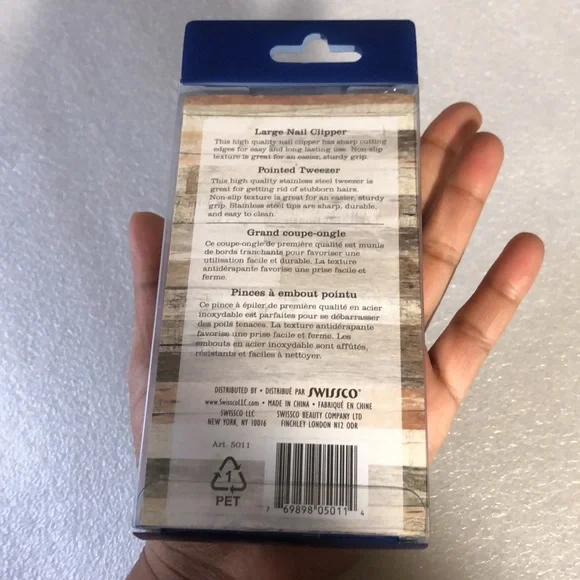 Large Nail Clipper
This high quality nail clipper has sharp cutting
edges for easy and long lasting use. Non-slip
texture is great for an easier, sturdy grip.
Pointed Tweezer
This high quality stainless steel tweezer is
great for getting rid of stubborn hairs.
Non-slip texture is great for an easier, sturdy
grip. Stainless steel tips are sharp, durable,
and easy to clean.
Grand coupe-ongle
Ce coupe-ongle de première qualité est munis
de bords tranchants pour favoriser une
utilisation facile et durable. La texture
antidérapante favorise une prise facile et
ferme.
Pinces à embout pointu
Ce pince à épiler de première qualité en acier
inoxydable est parfaites pour se débarrasser
des poils tenaces. La texture antidérapante
favorise une prise facile et ferme. Les
embouts en acier inoxydable sont affûtés,
résistants et faciles à nettoyer.
DISTRIBUTED BY • DISTRIBUÉ PAR SWISSCO®
www.SwisscoLLC.com • MADE IN CHINA • FABRIQUÉ EN CHINE
SWISSCO LLC SWISSCO BEAUTY COMPANY LTD
NEW YORK, NY 10016 FINCHLEY LONDON N12 0DR
Art. 5011
1
PET
7 69898 05011 4